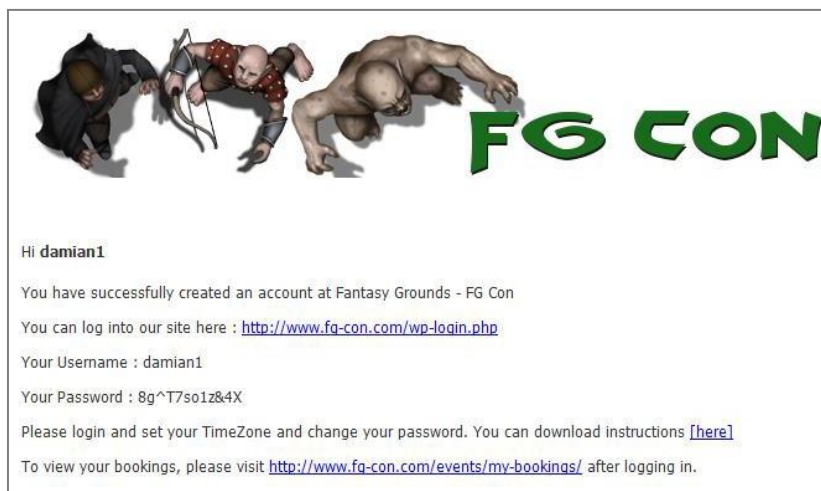 FG CON
Hi damian1
You have successfully created an account at Fantasy Grounds - FG Con
You can log into our site here : http://www.fg-con.com/wp-login.php
Your Username : damian1
Your Password : 8g^T7so1z&4X
Please login and set your TimeZone and change your password. You can download instructions [here]
To view your bookings, please visit http://www.fg-con.com/events/my-bookings/ after logging in.